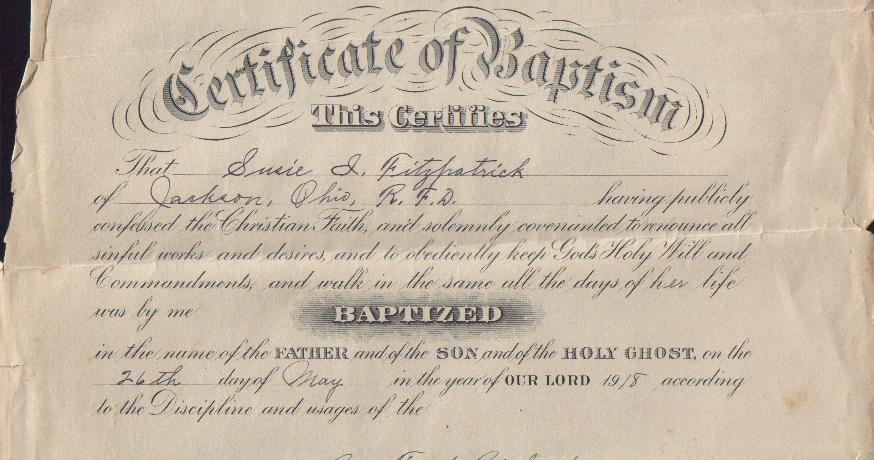 Certificate of Baptism
This Certifies
That Susie I. Fitzpatrick
of Jackson, Ohio, R. F. D. having publicly
confessed the Christian Faith, and solemnly covenanted to renounce all
sinful works and desires, and to obediently keep God's Holy Will and
Commandments, and walk in the same all the days of her life
was by me BAPTIZED
in the name of the FATHER and of the SON and of the HOLY GHOST, on the
26th day of May in the year of OUR LORD 1918 according
to the Discipline and usages of the